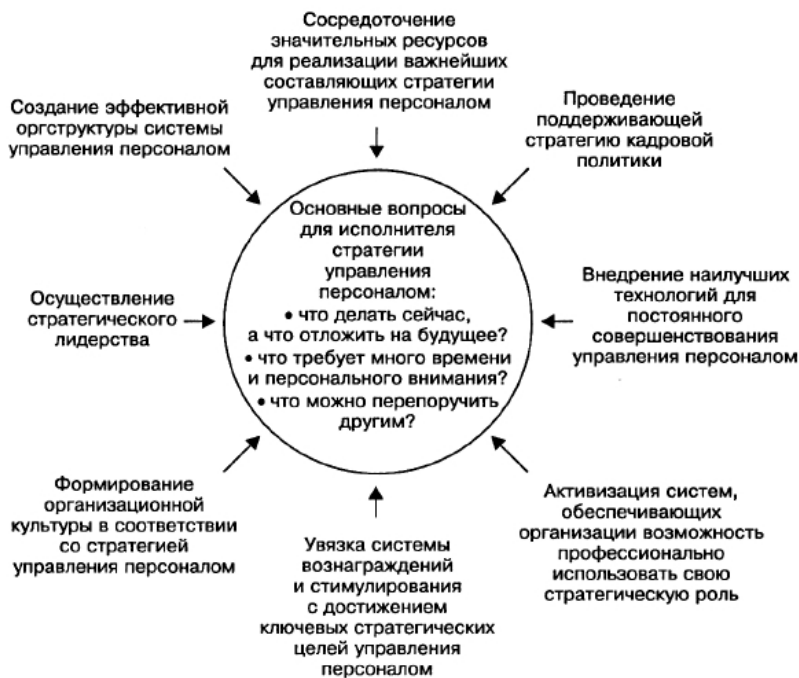 Сосредоточение
значительных ресурсов
для реализации важнейших
составляющих стратегии
управления персоналом
Создание эффективной
оргструктуры системы
управления персоналом
Проведение
поддерживающей
стратегию кадровой
политики
Основные вопросы
для исполнителя
стратегии
управления
персоналом:
• что делать сейчас,
а что отложить на будущее?
• что требует много времени
и персонального внимания?
• что можно перепоручить
другим?
Осуществление
стратегического
лидерства
Внедрение наилучших
технологий для
постоянного
совершенствования
управления персоналом
Формирование
организационной
культуры в соответствии
со стратегией
управления персоналом
Увязка системы
вознаграждений
и стимулирования
с достижением
ключевых стратегических
целей управления
персоналом
Активизация систем,
обеспечивающих
организации возможность
профессионально
использовать свою
стратегическую роль